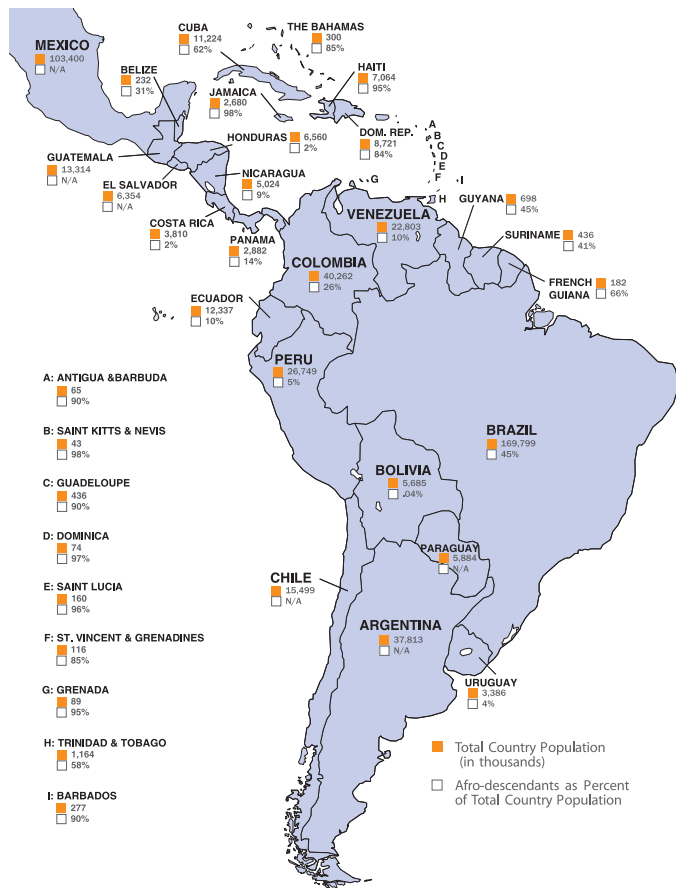 CUBA
11,224
62%
THE BAHAMAS
300
85%
MEXICO
103,400
N/A
BELIZE
232
31%
HAITI
7,064
95%
JAMAICA
2,680
98%
DOM. REP.
8,721
84%
HONDURAS 6,560
2%
GUATEMALA
13,314
N/A
EL SALVADOR
6,354
N/A
NICARAGUA
5,024
9%
COSTA RICA
3,810
2%
PANAMA
2,882
14%
A
B
C
D
E
F
G
H
I
VENEZUELA
22,803
10%
GUYANA 698
45%
SURINAME 436
41%
FRENCH 182
GUIANA 66%
COLOMBIA
40,262
26%
ECUADOR
12,337
10%
PERU
26,749
5%
BRAZIL
169,799
45%
BOLIVIA
5,685
.04%
PARAGUAY
5,884
N/A
CHILE
15,499
N/A
ARGENTINA
37,813
N/A
URUGUAY
3,386
4%
A: ANTIGUA &BARBUDA
65
90%
B: SAINT KITTS & NEVIS
43
98%
C: GUADELOUPE
436
90%
D: DOMINICA
74
97%
E: SAINT LUCIA
160
96%
F: ST. VINCENT & GRENADINES
116
85%
G: GRENADA
89
95%
H: TRINIDAD & TOBAGO
1,164
58%
I: BARBADOS
277
90%
Total Country Population
(in thousands)
Afro-descendants as Percent
of Total Country Population